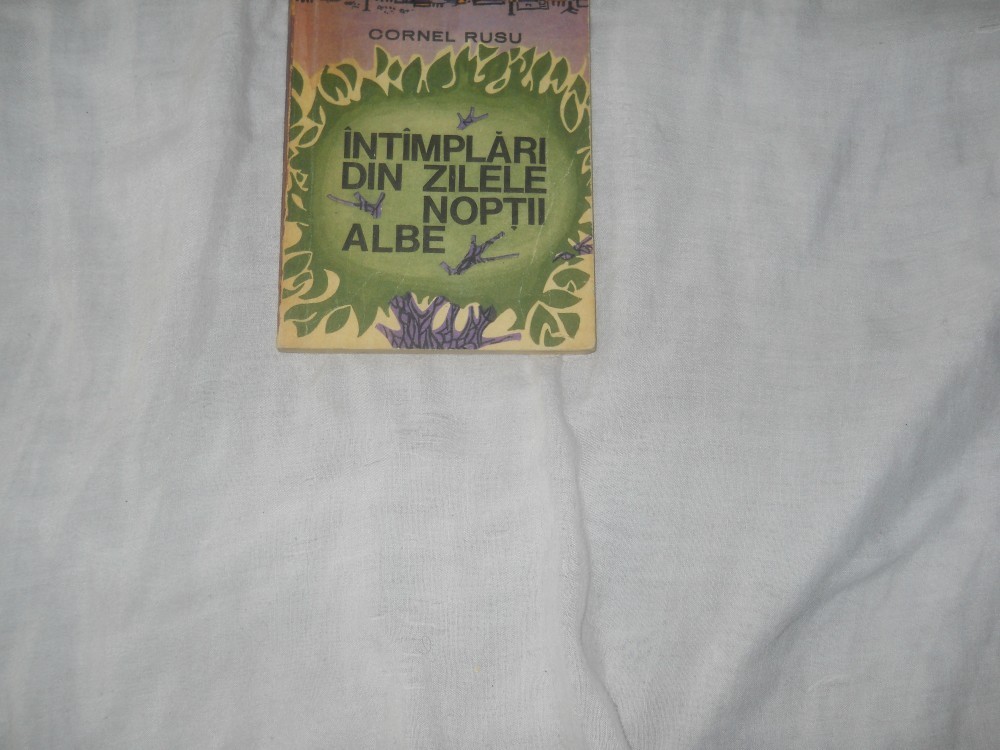 CORNEL RUSU
ÎNTÎMPLĂRI
DIN ZILELE
NOPȚII
ALBE